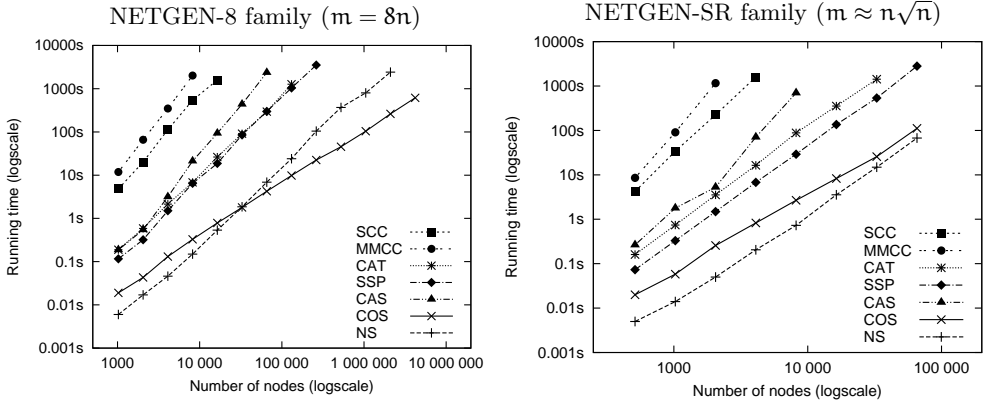 NETGEN-8 family (m = 8n)
Running time (logscale)
10000s
1000s
100s
10s
1s
0.1s
0.01s
0.001s
SCC
MMCC
CAT
SSP
CAS
COS
NS
1000
10 000
100 000
1 000 000
10 000 000
Number of nodes (logscale)
NETGEN-SR family (m ≈ n√n)
Running time (logscale)
10000s
1000s
100s
10s
1s
0.1s
0.01s
0.001s
SCC
MMCC
CAT
SSP
CAS
COS
NS
1000
10 000
100 000
Number of nodes (logscale)